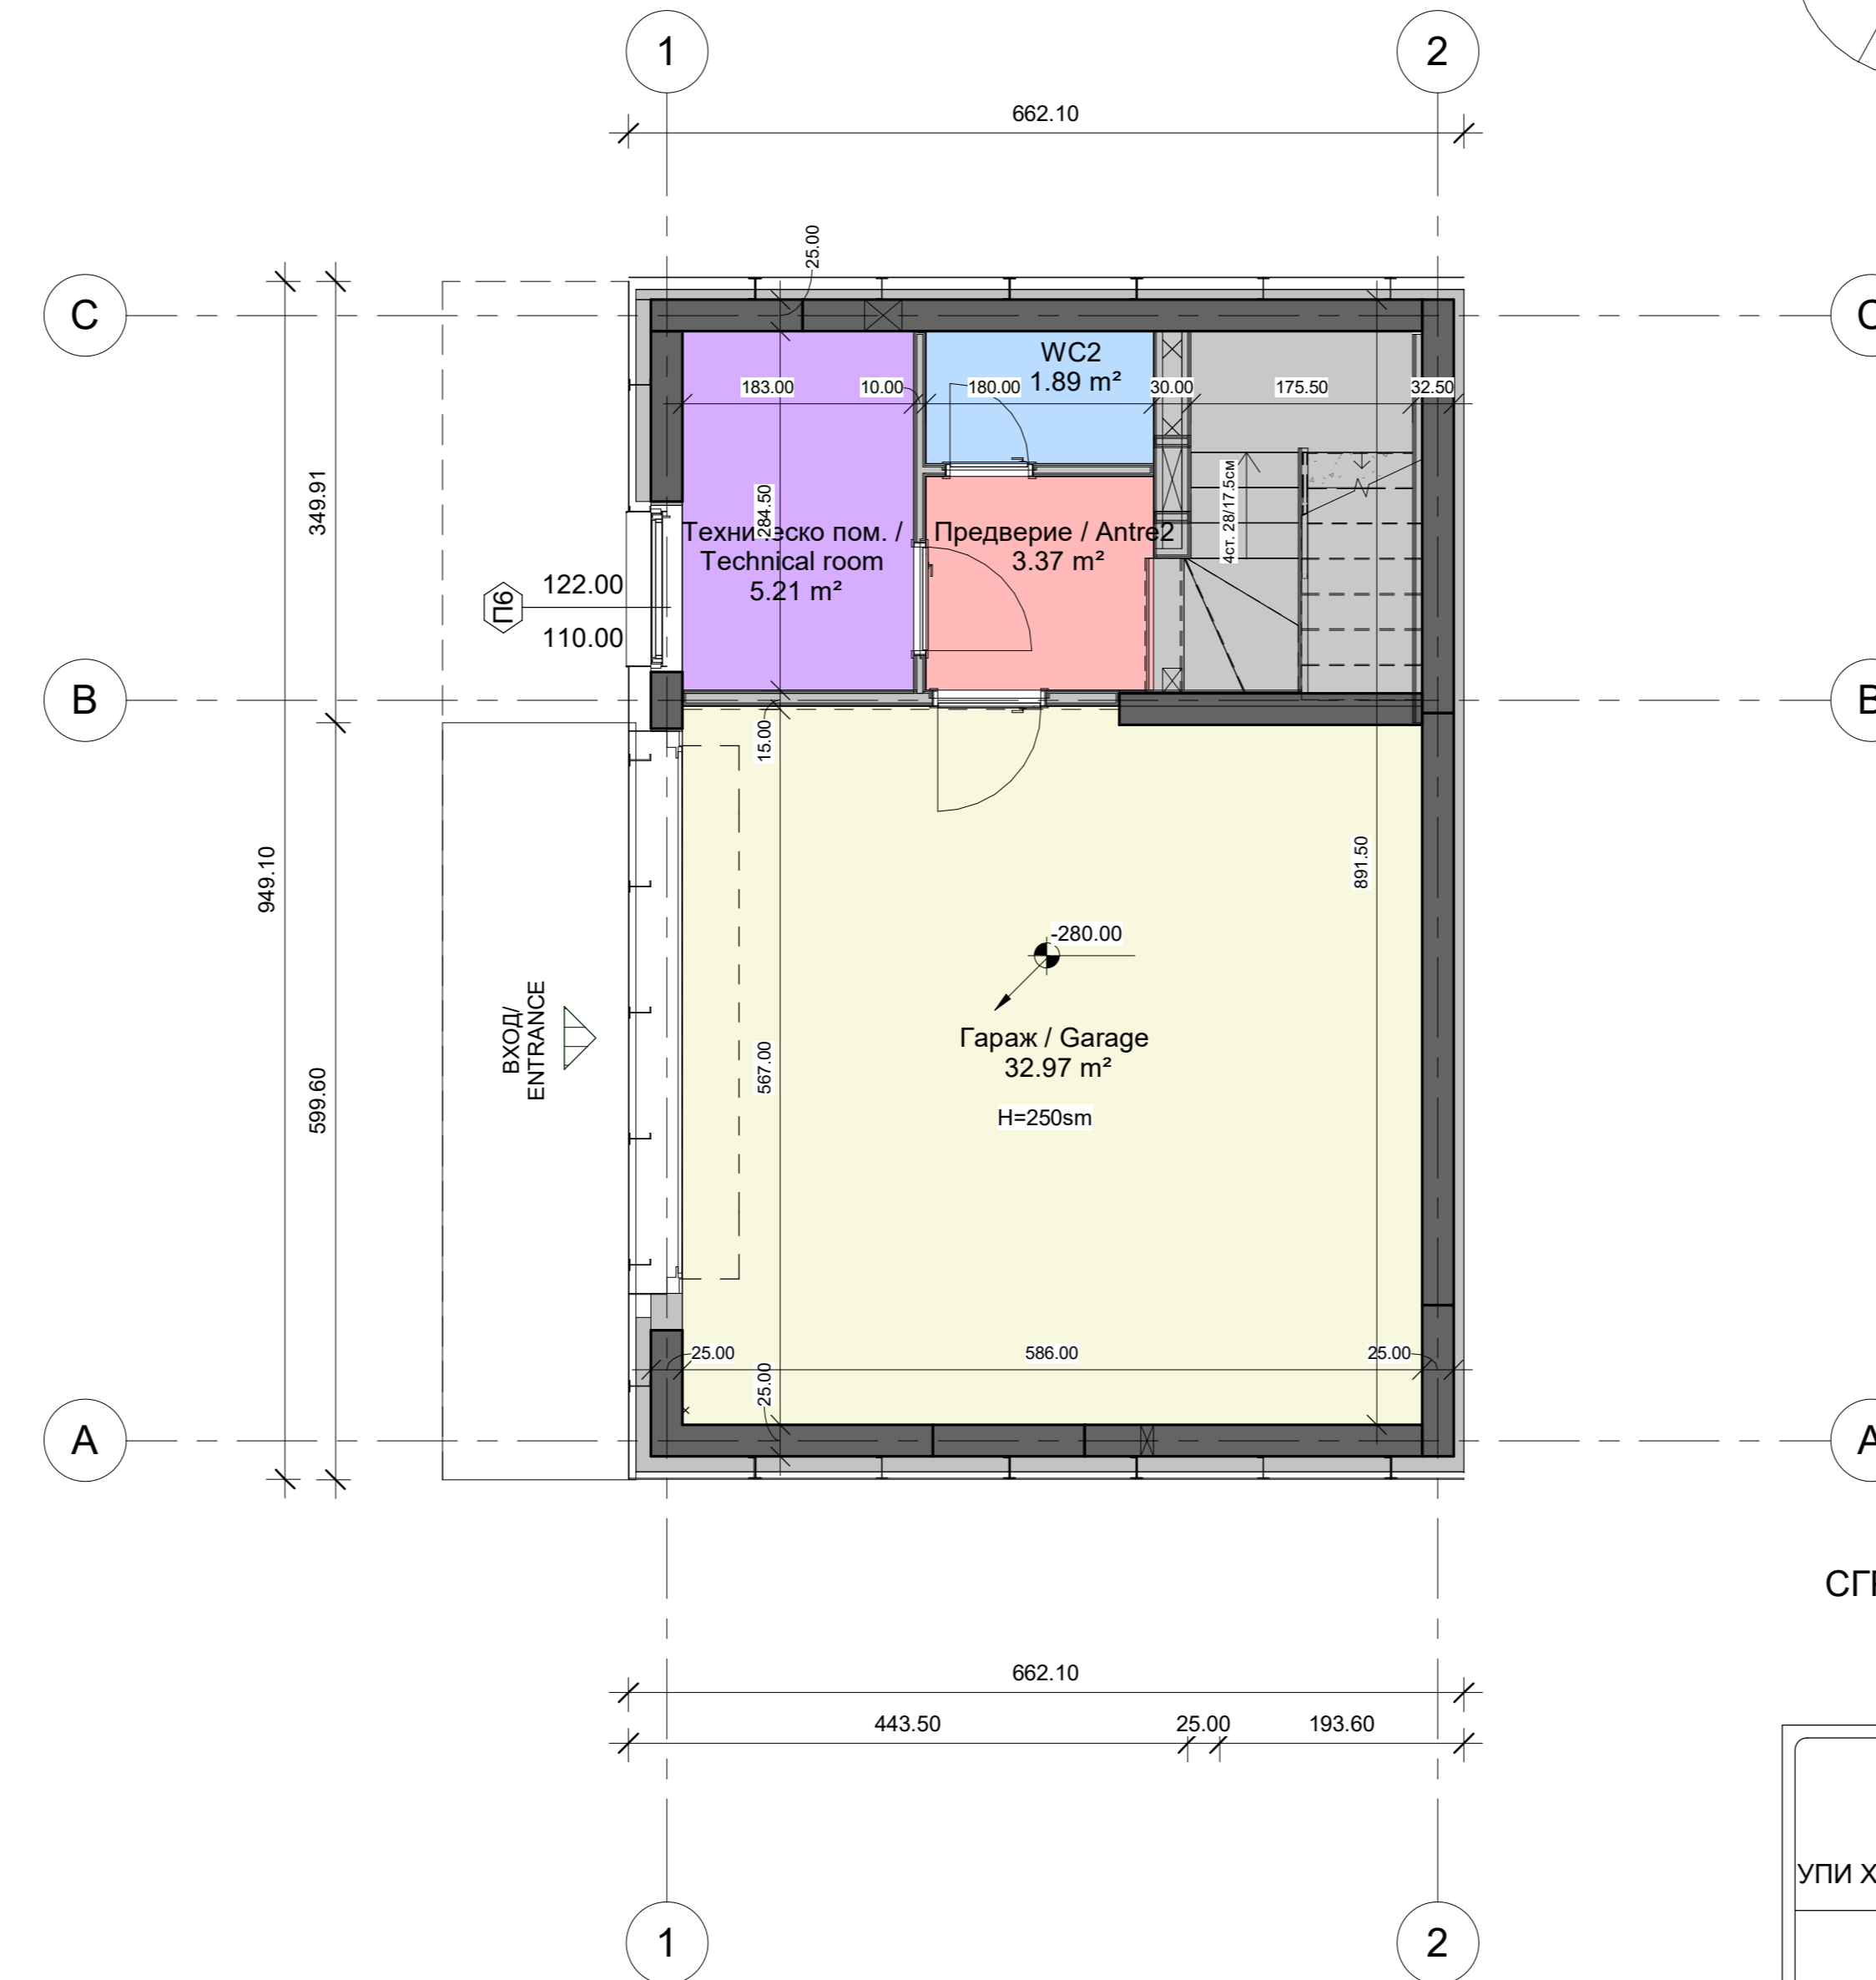 1
2
662.10
25.00
C
C
WC2
1.89 m²
183.00
10.00
180.00
30.00
175.50
32.50
349.91
284.50
4ст. 28/17.5см
Техническо пом. /
Technical room
5.21 m²
Предверие / Antre2
3.37 m²
П6
122.00
110.00
B
B
15.00
949.10
891.50
-280.00
ВХОД/
ENTRANCE
Гараж / Garage
32.97 m²
567.00
599.60
H=250sm
25.00
586.00
25.00
25.00
A
A
662.10
443.50
25.00
193.60
УПИ X
1
2